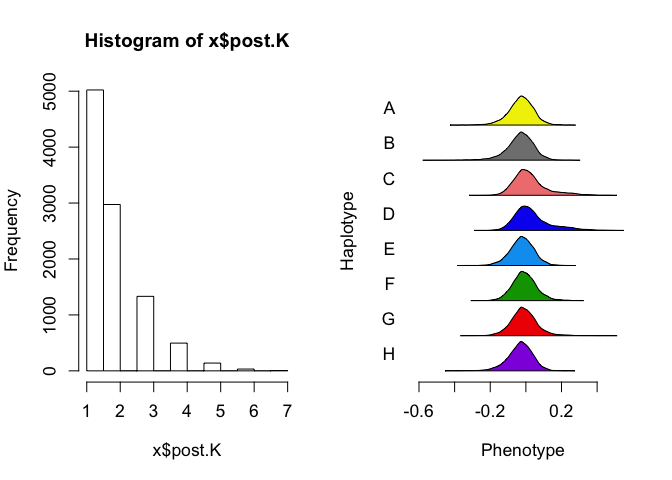 Histogram of x$post.K
Frequency
0
1000
2000
3000
4000
5000
1 2 3 4 5 6 7
x$post.K
Haplotype
A
B
C
D
E
F
G
H
-0.6 -0.2 0.2
Phenotype